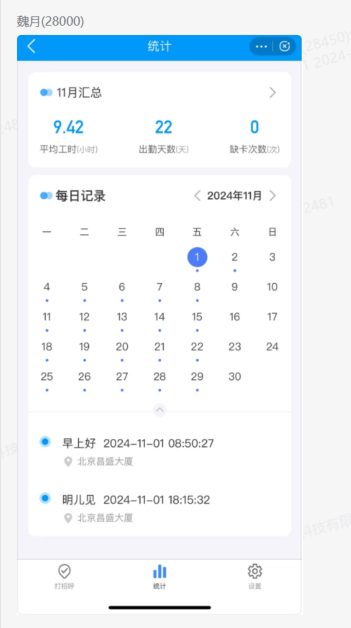 魏月(28000)
统计
11月汇总
9.42 22 0
平均工时(小时) 出勤天数(天) 缺卡次数(次)
每日记录 2024年11月
一 二 三 四 五 六 日
1 2 3
4 5 6 7 8 9 10
11 12 13 14 15 16 17
18 19 20 21 22 23 24
25 26 27 28 29 30
早上好 2024-11-01 08:50:27
北京昌盛大厦
明儿见 2024-11-01 18:15:32
北京昌盛大厦
打招呼 统计 设置